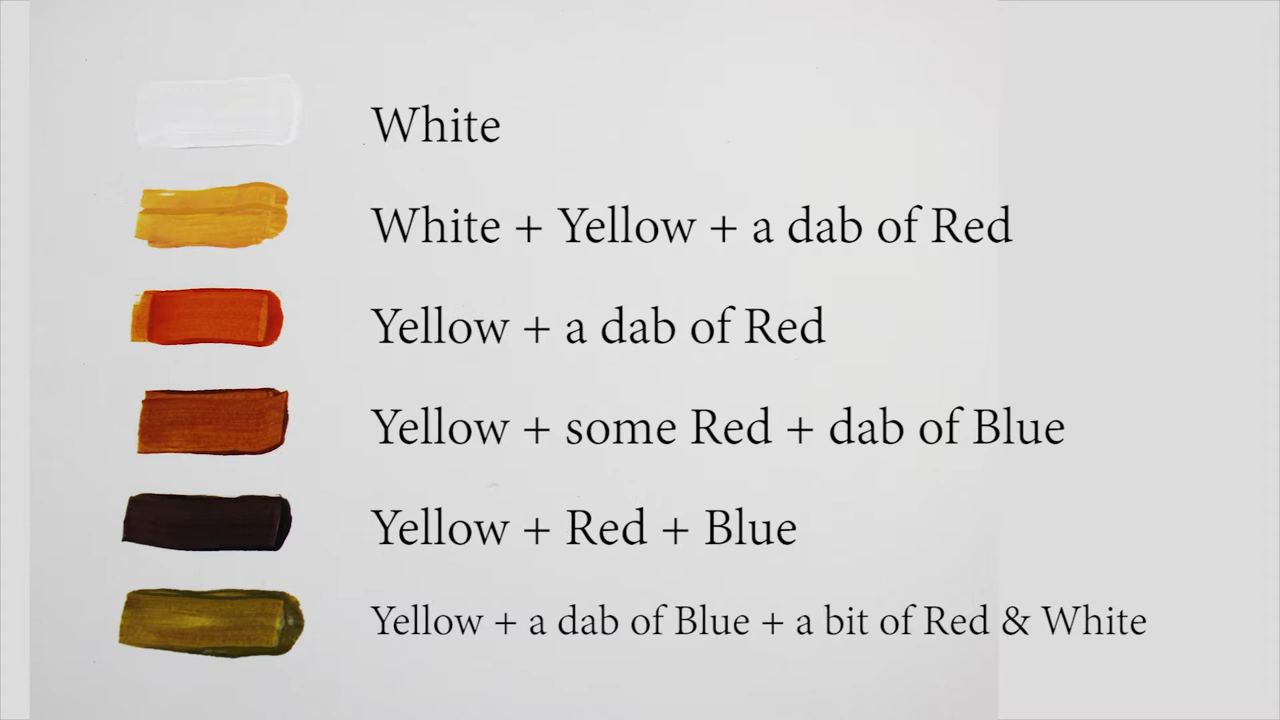 White
White + Yellow + a dab of Red
Yellow + a dab of Red
Yellow + some Red + dab of Blue
Yellow + Red + Blue
Yellow + a dab of Blue + a bit of Red & White